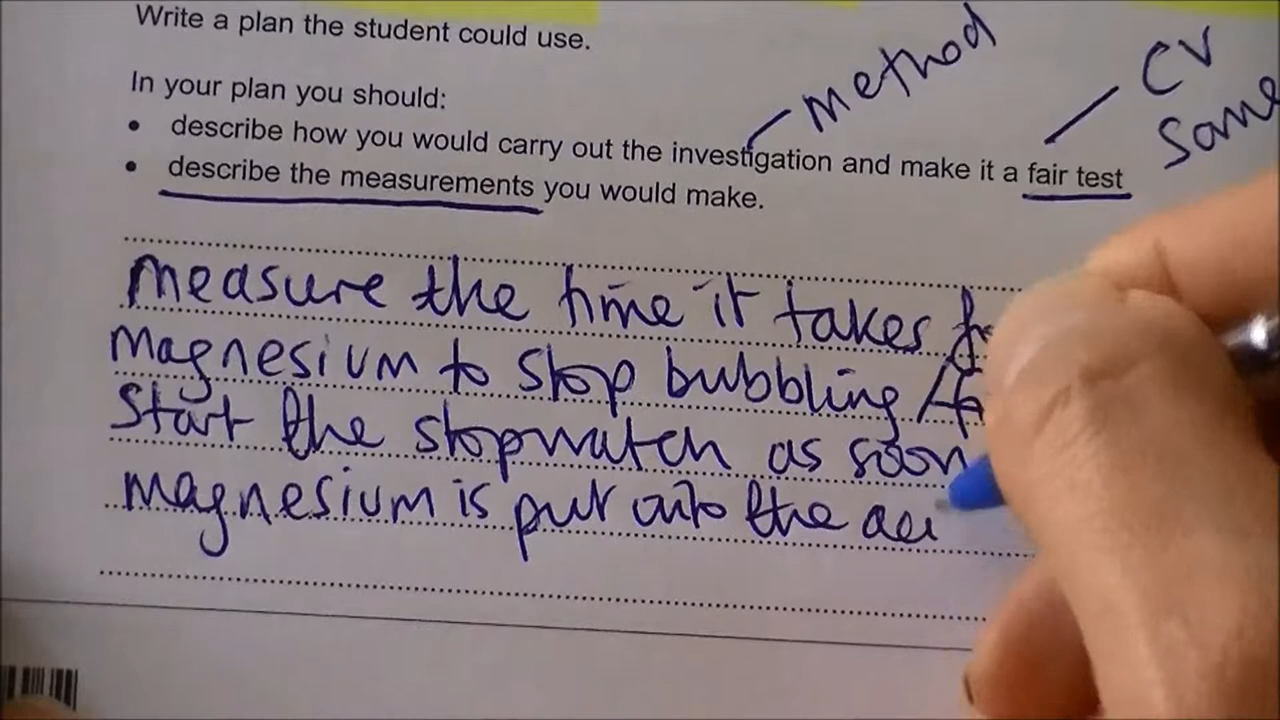 Write a plan the student could use.
method
CV
Same
In your plan you should:
• describe how you would carry out the investigation and make it a fair test
• describe the measurements you would make.
Measure the time it takes
magnesium to stop bubbling /
Start the stopwatch as soon
magnesium is put into the